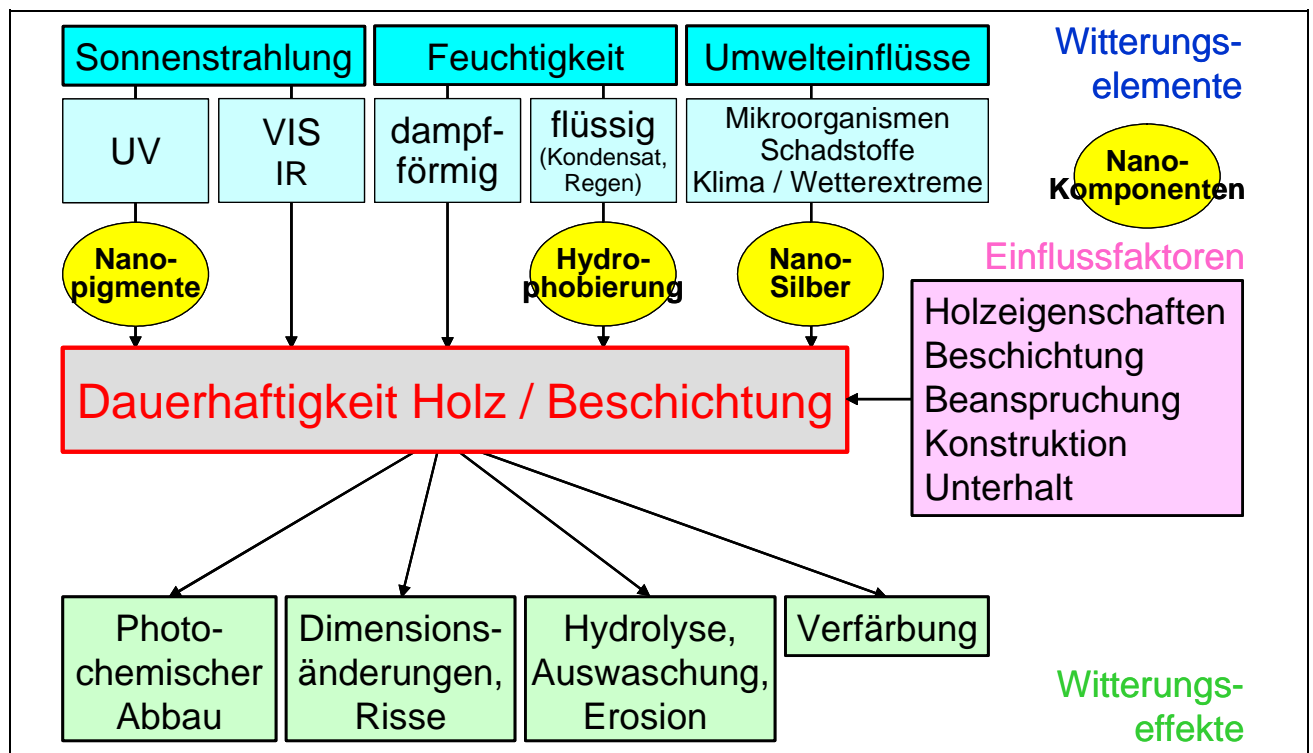 Sonnenstrahlung
Feuchtigkeit
Umwelteinflüsse
Witterungs-
elemente
UV
VIS
IR
dampf-
förmig
flüssig
(Kondensat,
Regen)
Mikroorganismen
Schadstoffe
Klima / Wetterextreme
Nano-
Komponenten
Nano-
pigmente
Hydro-
phobierung
Nano-
Silber
Einflussfaktoren
Holzeigenschaften
Beschichtung
Beanspruchung
Konstruktion
Unterhalt
Dauerhaftigkeit Holz / Beschichtung
Photo-
chemischer
Abbau
Dimensions-
änderungen,
Risse
Hydrolyse,
Auswaschung,
Erosion
Verfärbung
Witterungs-
effekte